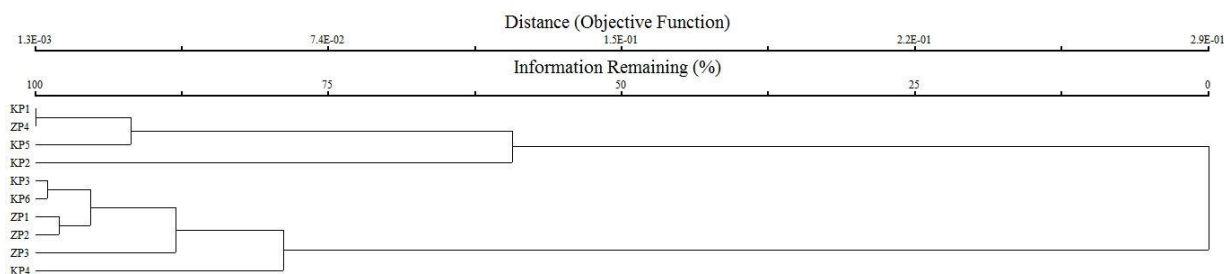 Distance (Objective Function)
1.3E-03 7.4E-02 1.5E-01 2.2E-01 2.9E-01
Information Remaining (%)
100 75 50 25 0
KP1
ZP4
KP5
KP2
KP3
KP6
ZP1
ZP2
ZP3
KP4